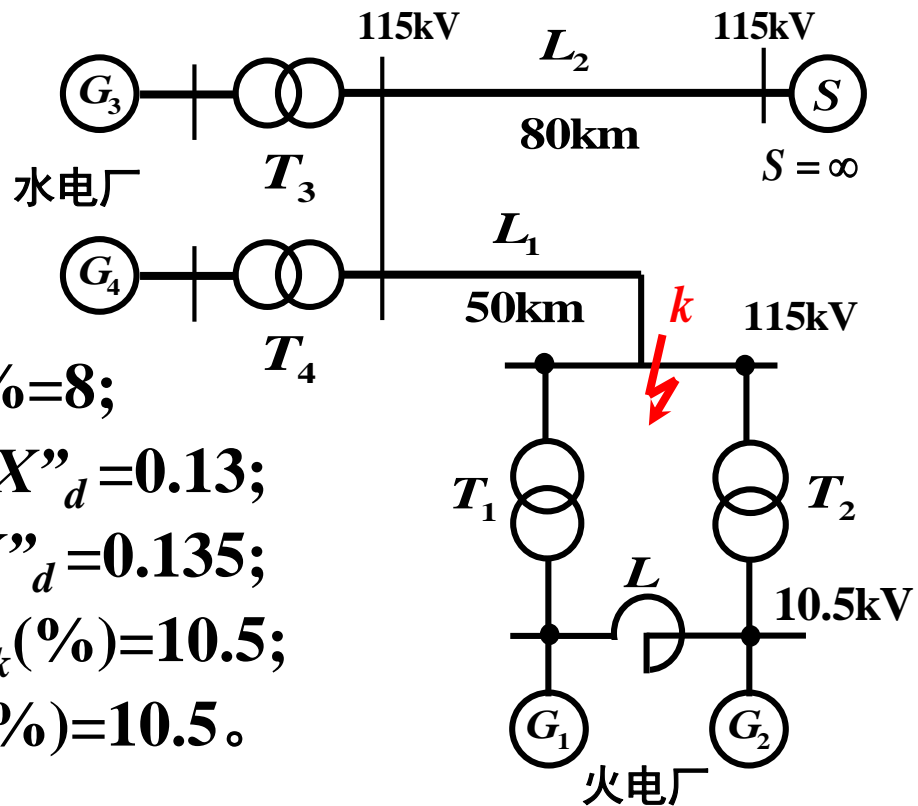 115kV
L₂
115kV
G₃
S
80km
T₃
S = ∞
水电厂
L₁
G₄
50km
k
115kV
T₄
%=8;
X”d =0.13;
T₁
T₂
”d =0.135;
L
10.5kV
k(%)=10.5;
%)=10.5。
G₁
G₂
火电厂